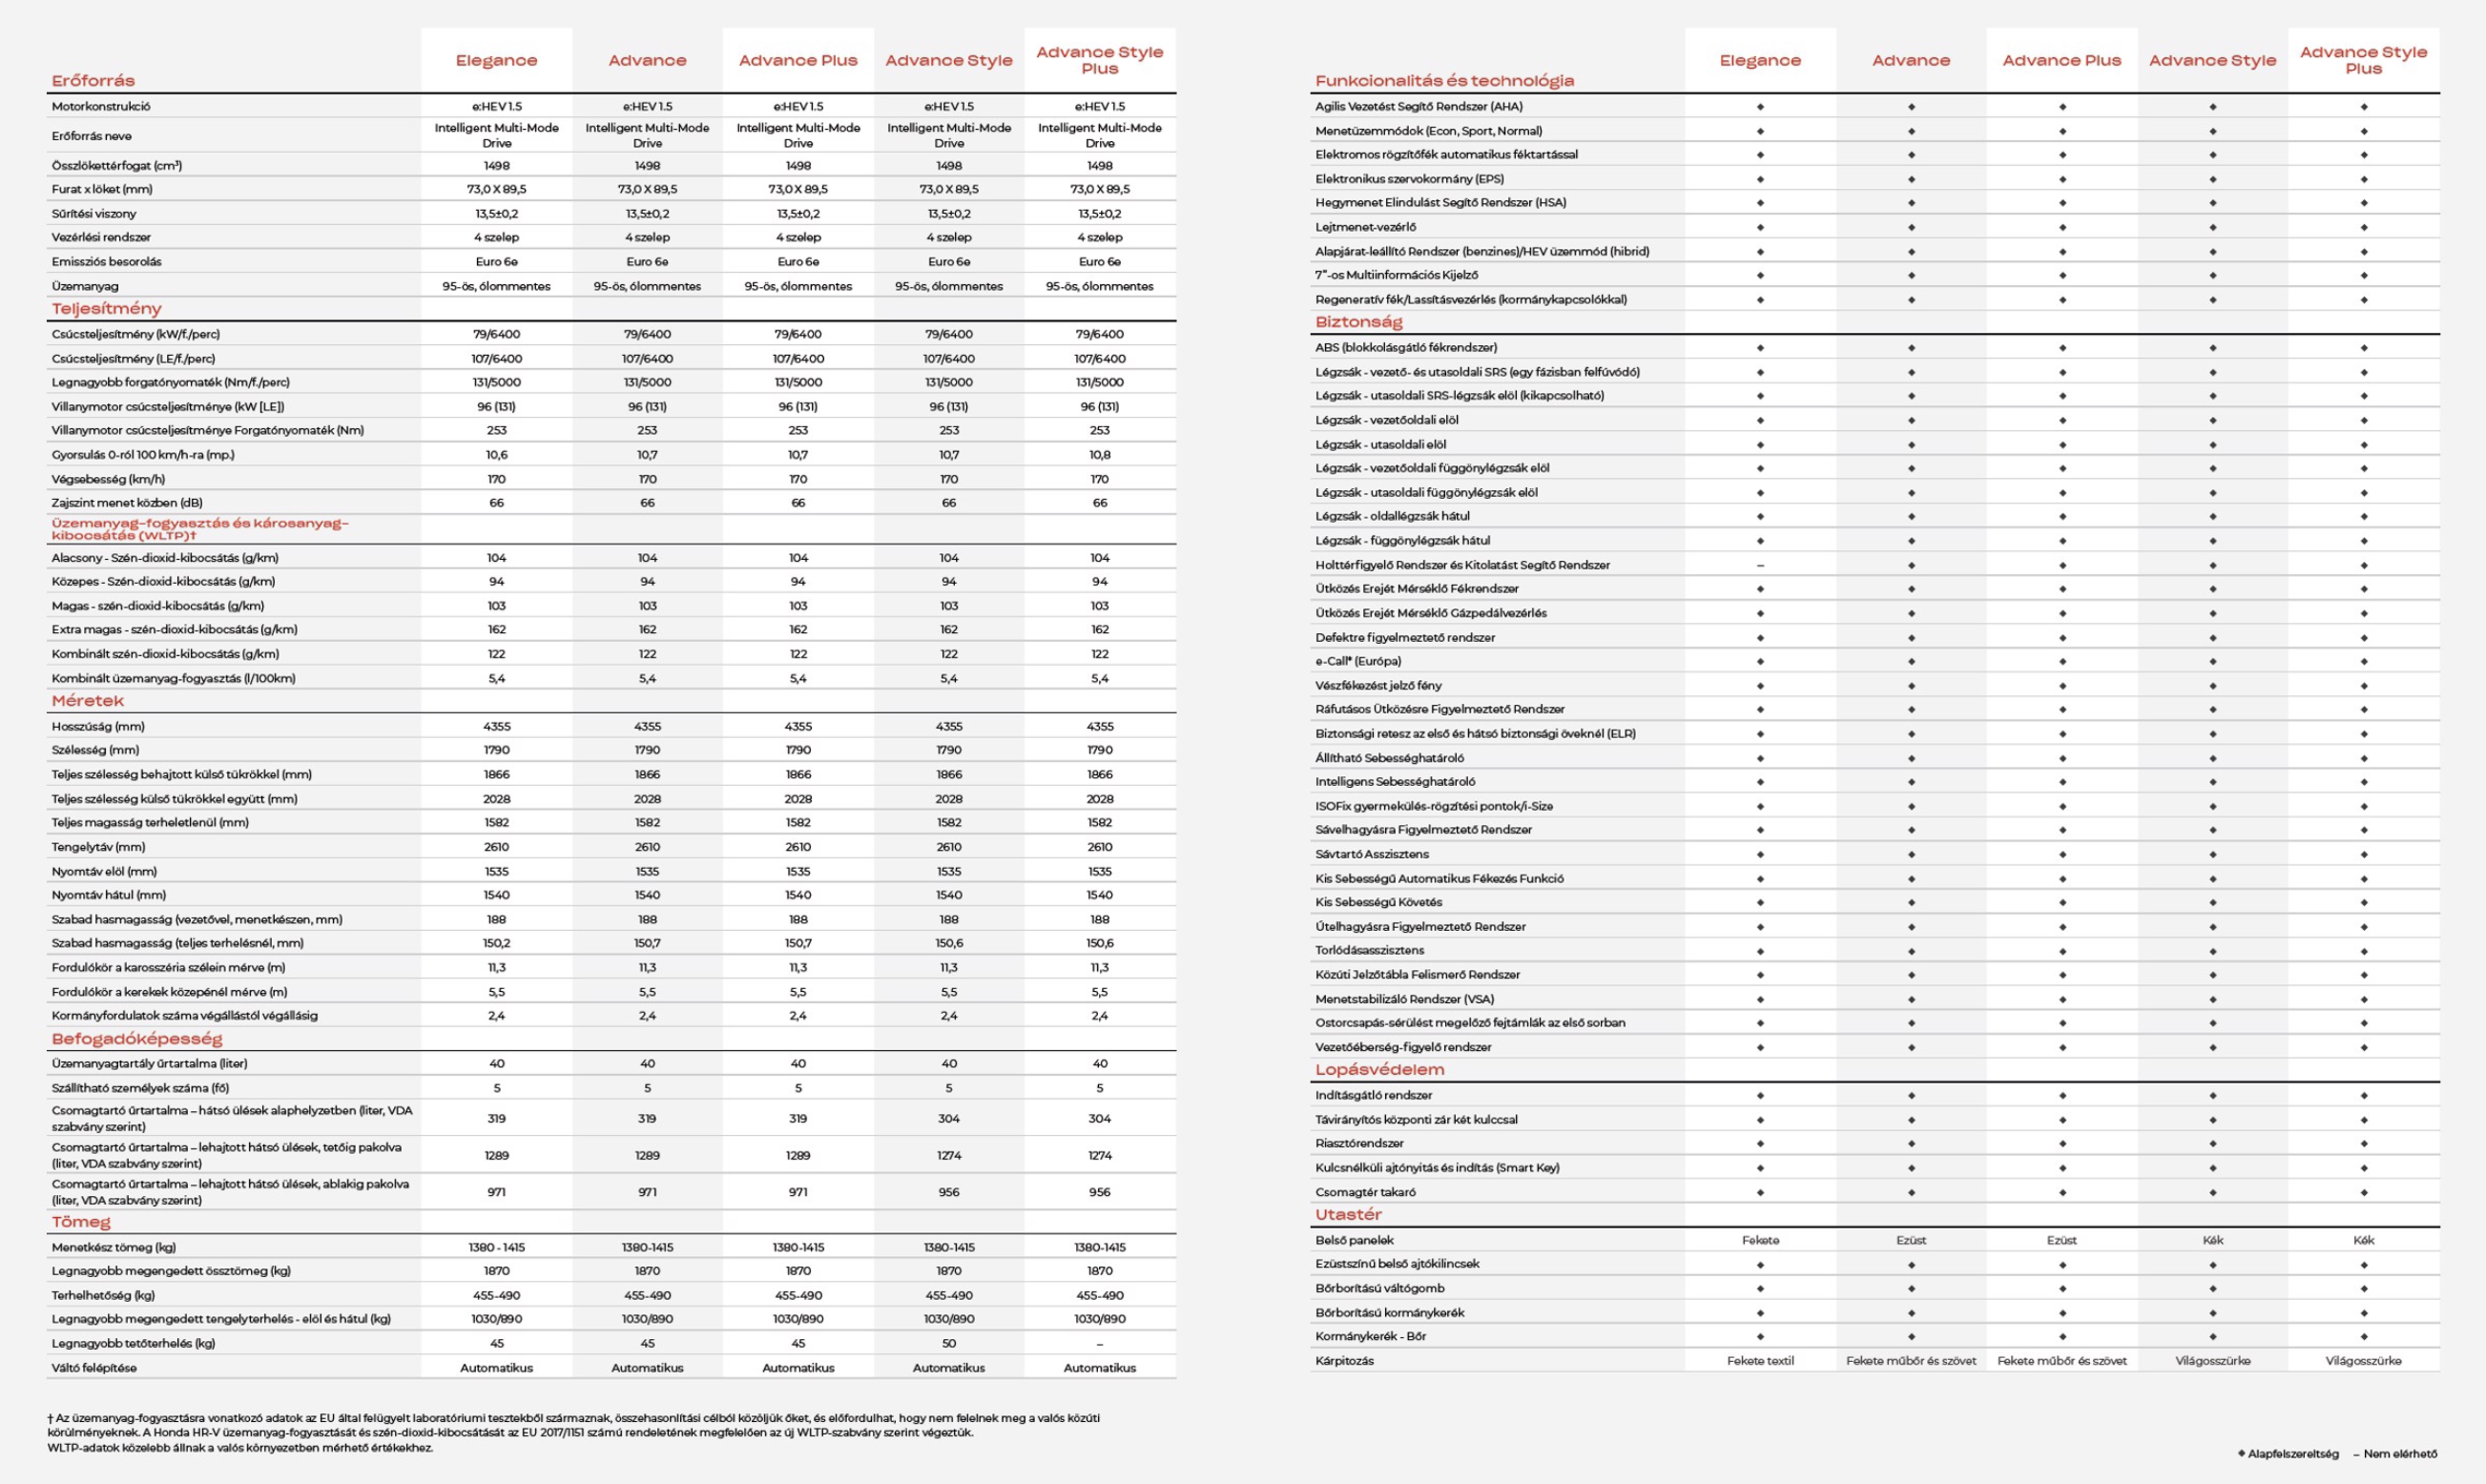 Erőforrás Elegance Advance Advance Plus Advance Style Advance Style Plus
Motorkonstrukció e:HEV 1.5 e:HEV 1.5 e:HEV 1.5 e:HEV 1.5 e:HEV 1.5
Erőforrás neve Intelligent Multi-Mode Drive Intelligent Multi-Mode Drive Intelligent Multi-Mode Drive Intelligent Multi-Mode Drive Intelligent Multi-Mode Drive
Összlökettérfogat (cm³) 1498 1498 1498 1498 1498
Furat x löket (mm) 73,0 X 89,5 73,0 X 89,5 73,0 X 89,5 73,0 X 89,5 73,0 X 89,5
Sűrítési viszony 13,5±0,2 13,5±0,2 13,5±0,2 13,5±0,2 13,5±0,2
Vezérlési rendszer 4 szelep 4 szelep 4 szelep 4 szelep 4 szelep
Emissziós besorolás Euro 6e Euro 6e Euro 6e Euro 6e Euro 6e
Üzemanyag 95-ös, ólommentes 95-ös, ólommentes 95-ös, ólommentes 95-ös, ólommentes 95-ös, ólommentes
Teljesítmény
Csúcsteljesítmény (kW/f./perc) 79/6400 79/6400 79/6400 79/6400 79/6400
Csúcsteljesítmény (LE/f./perc) 107/6400 107/6400 107/6400 107/6400 107/6400
Legnagyobb forgatónyomaték (Nm/f./perc) 131/5000 131/5000 131/5000 131/5000 131/5000
Villanymotor csúcsteljesítménye (kW [LE]) 96 (131) 96 (131) 96 (131) 96 (131) 96 (131)
Villanymotor csúcsteljesítménye Forgatónyomaték (Nm) 253 253 253 253 253
Gyorsulás 0-ról 100 km/h-ra (mp.) 10,6 10,7 10,7 10,7 10,8
Végsebesség (km/h) 170 170 170 170 170
Zajszint menet közben (dB) 66 66 66 66 66
Üzemanyag-fogyasztás és károsanyag-
kibocsátás (WLTP)†
Alacsony - Szén-dioxid-kibocsátás (g/km) 104 104 104 104 104
Közepes - Szén-dioxid-kibocsátás (g/km) 94 94 94 94 94
Magas - szén-dioxid-kibocsátás (g/km) 103 103 103 103 103
Extra magas - szén-dioxid-kibocsátás (g/km) 162 162 162 162 162
Kombinált szén-dioxid-kibocsátás (g/km) 122 122 122 122 122
Kombinált üzemanyag-fogyasztás (l/100km) 5,4 5,4 5,4 5,4 5,4
Méretek
Hosszúság (mm) 4355 4355 4355 4355 4355
Szélesség (mm) 1790 1790 1790 1790 1790
Teljes szélesség behajtott külső tükrökkel (mm) 1866 1866 1866 1866 1866
Teljes szélesség külső tükrökkel együtt (mm) 2028 2028 2028 2028 2028
Teljes magasság terheletlenül (mm) 1582 1582 1582 1582 1582
Tengelytáv (mm) 2610 2610 2610 2610 2610
Nyomtáv elöl (mm) 1535 1535 1535 1535 1535
Nyomtáv hátul (mm) 1540 1540 1540 1540 1540
Szabad hasmagasság (vezetővel, menetkészen, mm) 188 188 188 188 188
Szabad hasmagasság (teljes terhelésnél, mm) 150,2 150,7 150,7 150,6 150,6
Fordulókör a karosszéria szélein mérve (m) 11,3 11,3 11,3 11,3 11,3
Fordulókör a kerekek közepénél mérve (m) 5,5 5,5 5,5 5,5 5,5
Kormányfordulatok száma végállástól végállásig 2,4 2,4 2,4 2,4 2,4
Befogadóképesség
Üzemanyagtartály űrtartalma (liter) 40 40 40 40 40
Szállítható személyek száma (fő) 5 5 5 5 5
Csomagtartó űrtartalma – hátsó ülések alaphelyzetben (liter, VDA
szabvány szerint) 319 319 319 304 304
Csomagtartó űrtartalma – lehajtott hátsó ülések, tetőig pakolva
(liter, VDA szabvány szerint) 1289 1289 1289 1274 1274
Csomagtartó űrtartalma – lehajtott hátsó ülések, ablakig pakolva
(liter, VDA szabvány szerint) 971 971 971 956 956
Tömeg
Menetkész tömeg (kg) 1380 - 1415 1380-1415 1380-1415 1380-1415 1380-1415
Legnagyobb megengedett össztömeg (kg) 1870 1870 1870 1870 1870
Terhelhetőség (kg) 455-490 455-490 455-490 455-490 455-490
Legnagyobb megengedett tengelyterhelés - elöl és hátul (kg) 1030/890 1030/890 1030/890 1030/890 1030/890
Legnagyobb tetőterhelés (kg) 45 45 45 50 –
Váltó felépítése Automatikus Automatikus Automatikus Automatikus Automatikus
† Az üzemanyag-fogyasztásra vonatkozó adatok az EU által felügyelt laboratóriumi tesztekből származnak, összehasonlítási célból közöljük őket, és előfordulhat, hogy nem felelnek meg a valós közúti
körülményeknek. A Honda HR-V üzemanyag-fogyasztását és szén-dioxid-kibocsátását az EU 2017/1151 számú rendeletének megfelelően az új WLTP-szabvány szerint végeztük.
WLTP-adatok közelebb állnak a valós környezetben mérhető értékekhez.
Funkcionalitás és technológia Elegance Advance Advance Plus Advance Style Advance Style Plus
Agilis Vezetést Segítő Rendszer (AHA) ◆ ◆ ◆ ◆ ◆
Menetüzemmódok (Econ, Sport, Normal) ◆ ◆ ◆ ◆ ◆
Elektromos rögzítőfék automatikus féktartással ◆ ◆ ◆ ◆ ◆
Elektronikus szervokormány (EPS) ◆ ◆ ◆ ◆ ◆
Hegymenet Elindulást Segítő Rendszer (HSA) ◆ ◆ ◆ ◆ ◆
Lejtmenet-vezérlő ◆ ◆ ◆ ◆ ◆
Alapjárat-leállító Rendszer (benzines)/HEV üzemmód (hibrid) ◆ ◆ ◆ ◆ ◆
7”-os Multiinformációs Kijelző ◆ ◆ ◆ ◆ ◆
Regeneratív fék/Lassításvezérlés (kormánykapcsolókkal) ◆ ◆ ◆ ◆ ◆
Biztonság
ABS (blokkolásgátló fékrendszer) ◆ ◆ ◆ ◆ ◆
Légzsák - vezető- és utasoldali SRS (egy fázisban felfúvódó) ◆ ◆ ◆ ◆ ◆
Légzsák - utasoldali SRS-légzsák elöl (kikapcsolható) ◆ ◆ ◆ ◆ ◆
Légzsák - vezetőoldali elöl ◆ ◆ ◆ ◆ ◆
Légzsák - utasoldali elöl ◆ ◆ ◆ ◆ ◆
Légzsák - vezetőoldali függönylégzsák elöl ◆ ◆ ◆ ◆ ◆
Légzsák - utasoldali függönylégzsák elöl ◆ ◆ ◆ ◆ ◆
Légzsák - oldallégzsák hátul ◆ ◆ ◆ ◆ ◆
Légzsák - függönylégzsák hátul ◆ ◆ ◆ ◆ ◆
Holttérfigyelő Rendszer és Kitolatást Segítő Rendszer – ◆ ◆ ◆ ◆
Ütközés Erejét Mérséklő Fékrendszer ◆ ◆ ◆ ◆ ◆
Ütközés Erejét Mérséklő Gázpedálvezérlés ◆ ◆ ◆ ◆ ◆
Defektre figyelmeztető rendszer ◆ ◆ ◆ ◆ ◆
e-Call* (Európa) ◆ ◆ ◆ ◆ ◆
Vészfékezést jelző fény ◆ ◆ ◆ ◆ ◆
Ráfutásos Ütközésre Figyelmeztető Rendszer ◆ ◆ ◆ ◆ ◆
Biztonsági retesz az első és hátsó biztonsági öveknél (ELR) ◆ ◆ ◆ ◆ ◆
Állítható Sebességhatároló ◆ ◆ ◆ ◆ ◆
Intelligens Sebességhatároló ◆ ◆ ◆ ◆ ◆
ISOFix gyermekülés-rögzítési pontok/i-Size ◆ ◆ ◆ ◆ ◆
Sávelhagyásra Figyelmeztető Rendszer ◆ ◆ ◆ ◆ ◆
Sávtartó Asszisztens ◆ ◆ ◆ ◆ ◆
Kis Sebességű Automatikus Fékezés Funkció ◆ ◆ ◆ ◆ ◆
Kis Sebességű Követés ◆ ◆ ◆ ◆ ◆
Útelhagyásra Figyelmeztető Rendszer ◆ ◆ ◆ ◆ ◆
Torlódásasszisztens ◆ ◆ ◆ ◆ ◆
Közúti Jelzőtábla Felismerő Rendszer ◆ ◆ ◆ ◆ ◆
Menetstabilizáló Rendszer (VSA) ◆ ◆ ◆ ◆ ◆
Ostorcsapás-sérülést megelőző fejtámlák az első sorban ◆ ◆ ◆ ◆ ◆
Vezetőéberség-figyelő rendszer ◆ ◆ ◆ ◆ ◆
Lopásvédelem
Indításgátló rendszer ◆ ◆ ◆ ◆ ◆
Távirányítós központi zár két kulccsal ◆ ◆ ◆ ◆ ◆
Riasztórendszer ◆ ◆ ◆ ◆ ◆
Kulcsnélküli ajtónyitás és indítás (Smart Key) ◆ ◆ ◆ ◆ ◆
Csomagtér takaró ◆ ◆ ◆ ◆ ◆
Utastér
Belső panelek Fekete Ezüst Ezüst Kék Kék
Ezüstszínű belső ajtókilincsek ◆ ◆ ◆ ◆ ◆
Bőrborítású váltógomb ◆ ◆ ◆ ◆ ◆
Bőrborítású kormánykerék ◆ ◆ ◆ ◆ ◆
Kormánykerék - Bőr ◆ ◆ ◆ ◆ ◆
Kárpitozás Fekete textil Fekete műbőr és szövet Fekete műbőr és szövet Világosszürke Világosszürke
◆ Alapfelszereltség – Nem elérhető